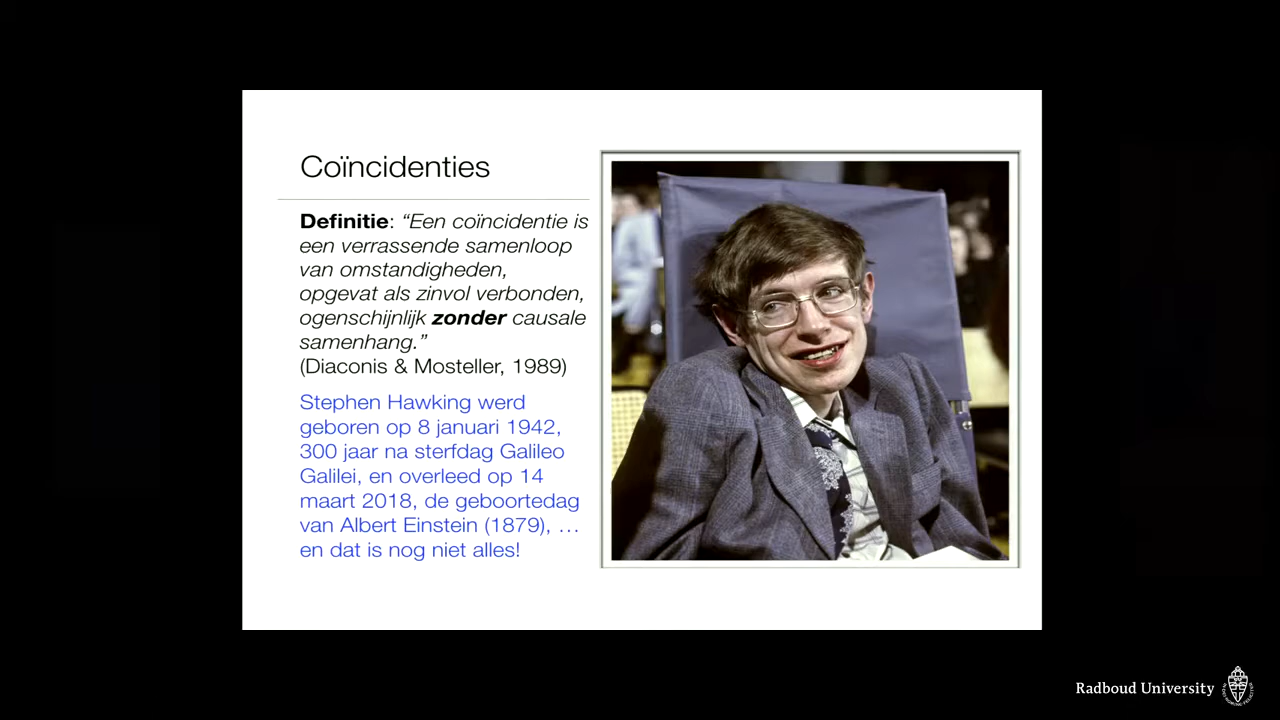 Coïncidenties
Definitie: “Een coïncidentie is
een verrassende samenloop
van omstandigheden,
opgevat als zinvol verbonden,
ogenschijnlijk zonder causale
samenhang.”
(Diaconis & Mosteller, 1989)
Stephen Hawking werd
geboren op 8 januari 1942,
300 jaar na sterfdag Galileo
Galilei, en overleed op 14
maart 2018, de geboortedag
van Albert Einstein (1879), …
en dat is nog niet alles!
Radboud University